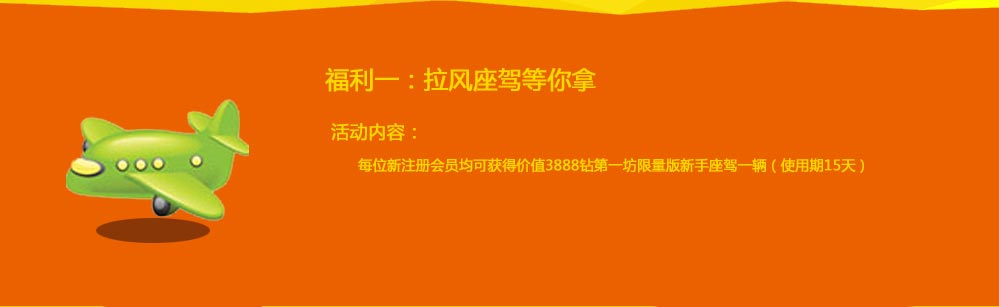 福利一：拉风座驾等你拿
活动内容：
每位新注册会员均可获得价值3888钻第一坊限量版新手座驾一辆（使用期15天）